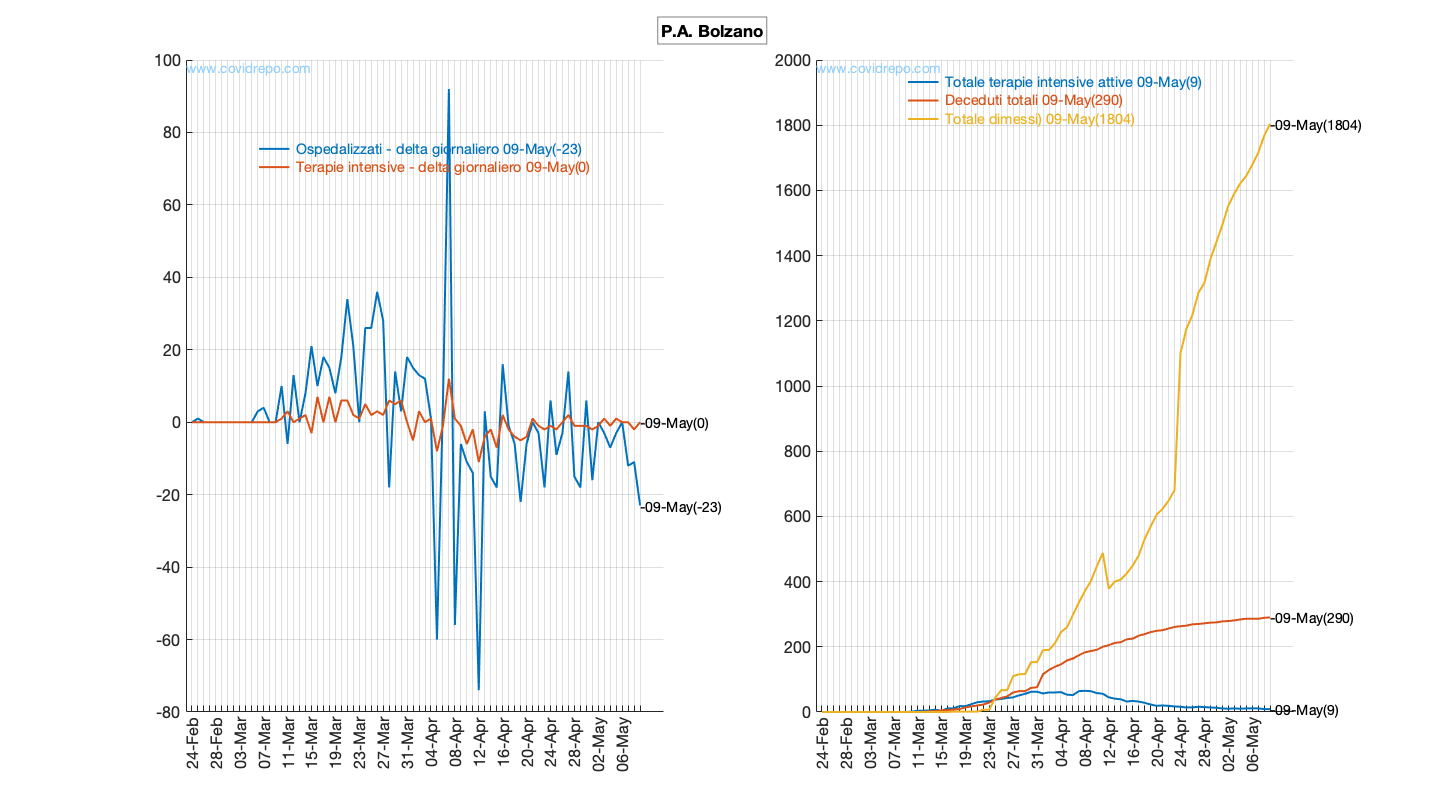 P.A. Bolzano
www.covidrepo.com
Ospedalizzati - delta giornaliero 09-May(-23)
Terapie intensive - delta giornaliero 09-May(0)
100
80
60
40
20
0
-20
-40
-60
-80
-09-May(0)
-09-May(-23)
24-Feb
28-Feb
03-Mar
07-Mar
11-Mar
15-Mar
19-Mar
23-Mar
27-Mar
31-Mar
04-Apr
08-Apr
12-Apr
16-Apr
20-Apr
24-Apr
28-Apr
02-May
06-May
www.covidrepo.com
Totale terapie intensive attive 09-May(9)
Deceduti totali 09-May(290)
Totale dimessi) 09-May(1804)
2000
1800
1600
1400
1200
1000
800
600
400
200
0
-09-May(1804)
-09-May(290)
-09-May(9)
24-Feb
28-Feb
03-Mar
07-Mar
11-Mar
15-Mar
19-Mar
23-Mar
27-Mar
31-Mar
04-Apr
08-Apr
12-Apr
16-Apr
20-Apr
24-Apr
28-Apr
02-May
06-May